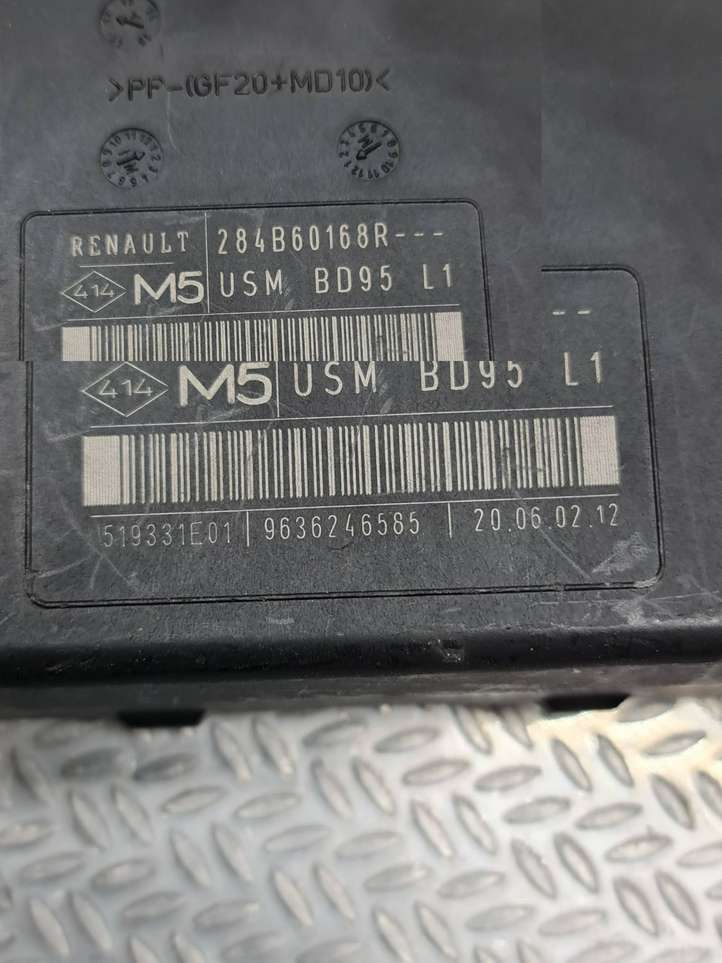 >PP-(GF20+MD10)<
RENAULT 284B60168R---
414 M5 USM BD95 L1
--
414 M5 USM BD95 L1
519331E01 9636246585 20.06.02.12